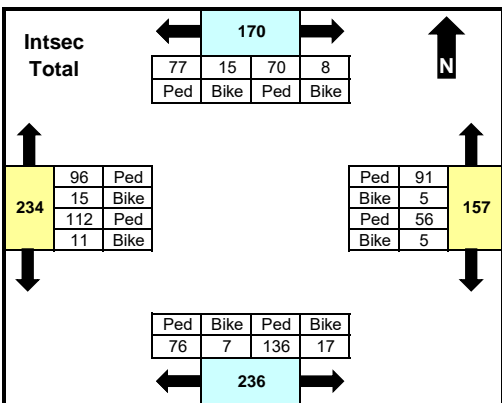 Intsec
Total
170
77 15 70 8
Ped Bike Ped Bike
N
234
96 Ped
15 Bike
112 Ped
11 Bike
Ped 91
Bike 5
Ped 56
Bike 5
157
Ped Bike Ped Bike
76 7 136 17
236